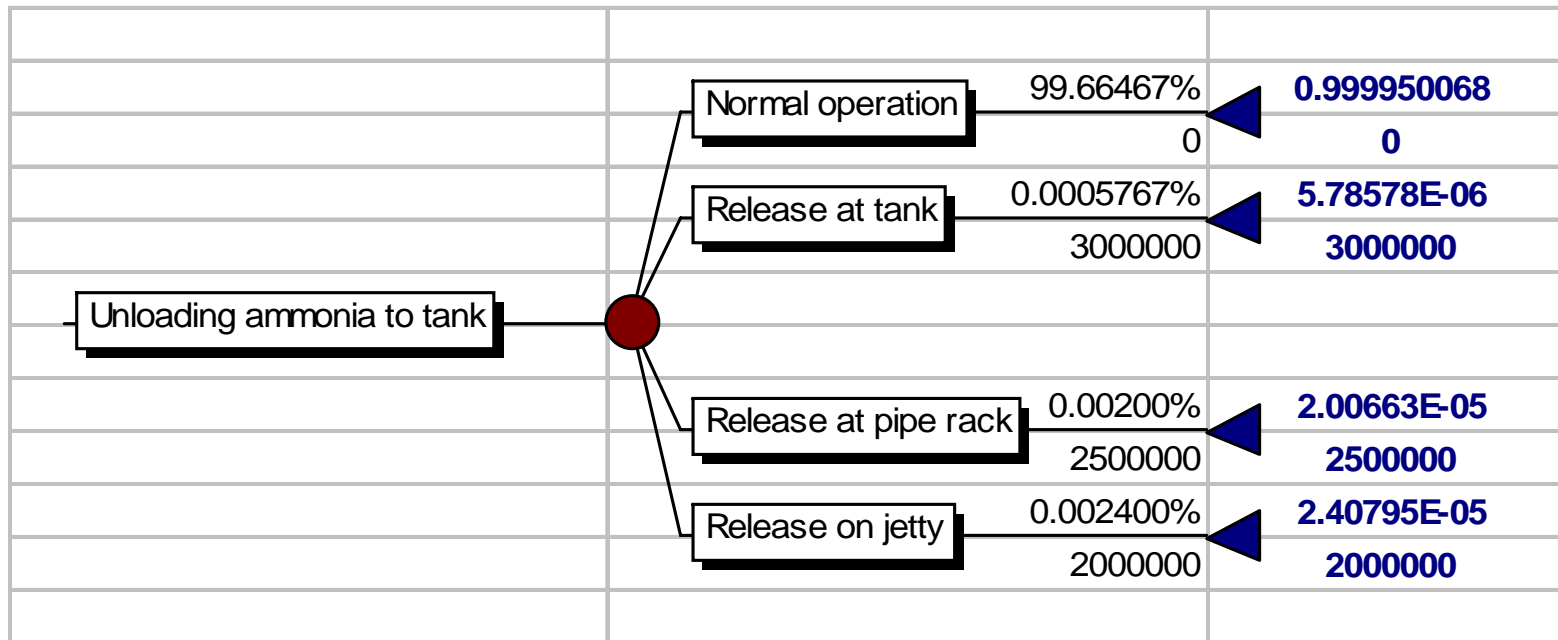 Normal operation 99.66467% 0.999950068
0 0
Release at tank 0.0005767% 5.78578E-06
3000000 3000000
Unloading ammonia to tank
Release at pipe rack 0.00200% 2.00663E-05
2500000 2500000
Release on jetty 0.002400% 2.40795E-05
2000000 2000000